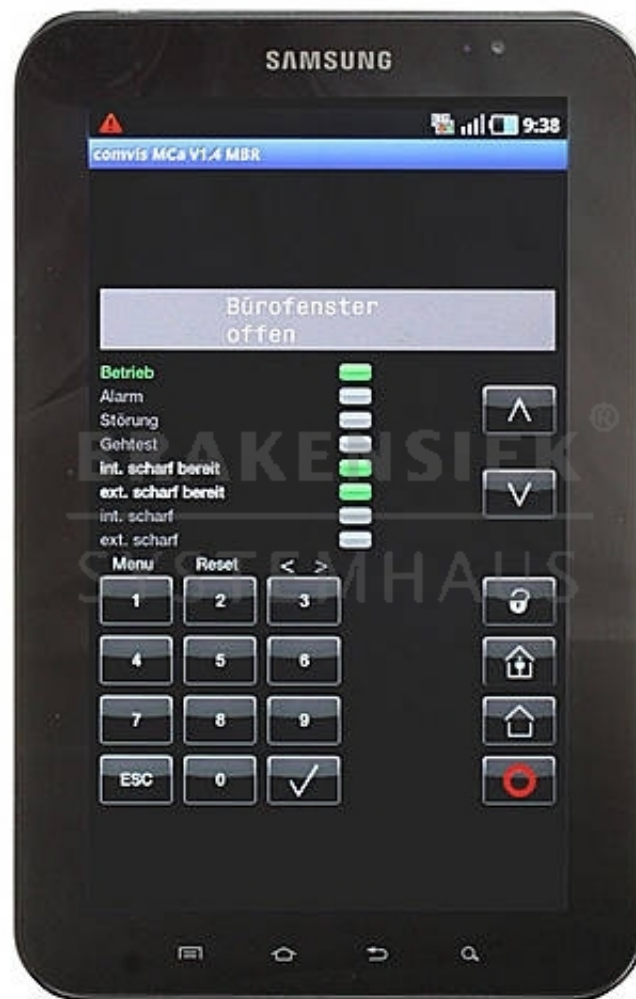 SAMSUNG
9:38
comvis MCa V1.4 MBR
Bürofenster
offen
Betrieb
Alarm
Störung
Gehtest
BRAKENSIEK®
int. scharf bereit
ext. scharf bereit
int. scharf
ext. scharf
SYSTEMHAUS
Menu Reset < >
1 2 3
4 5 6
7 8 9
ESC 0